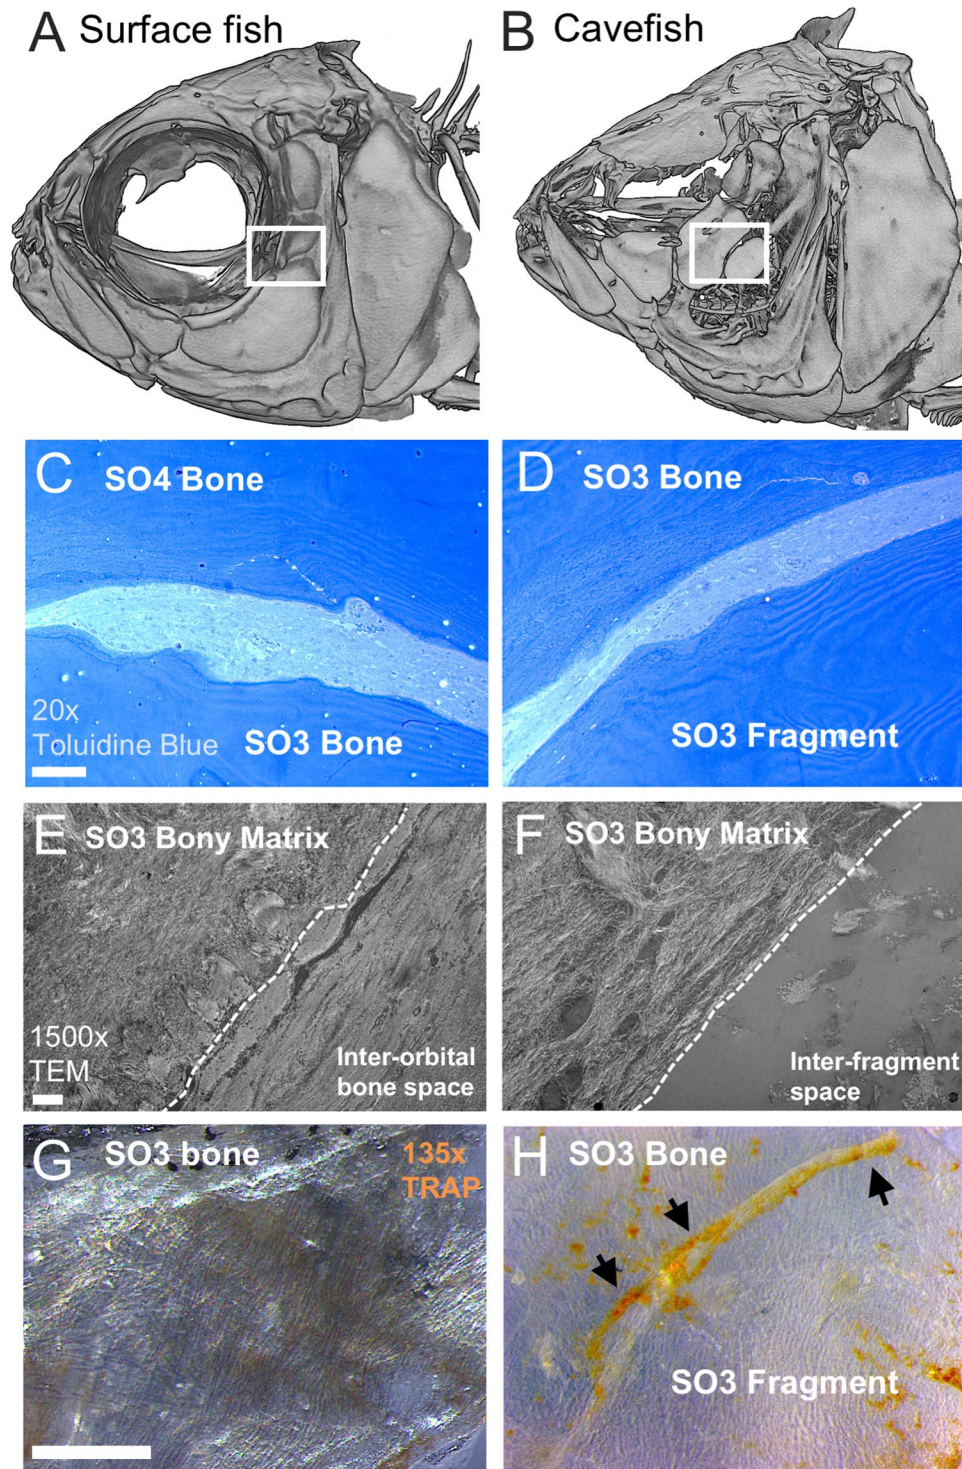 A Surface fish
B Cavefish
C SO4 Bone
20x
Toluidine Blue
SO3 Bone
D SO3 Bone
SO3 Fragment
E SO3 Bony Matrix
1500x
TEM
Inter-orbital
bone space
F SO3 Bony Matrix
Inter-fragment
space
G SO3 bone
135x
TRAP
H SO3 Bone
SO3 Fragment